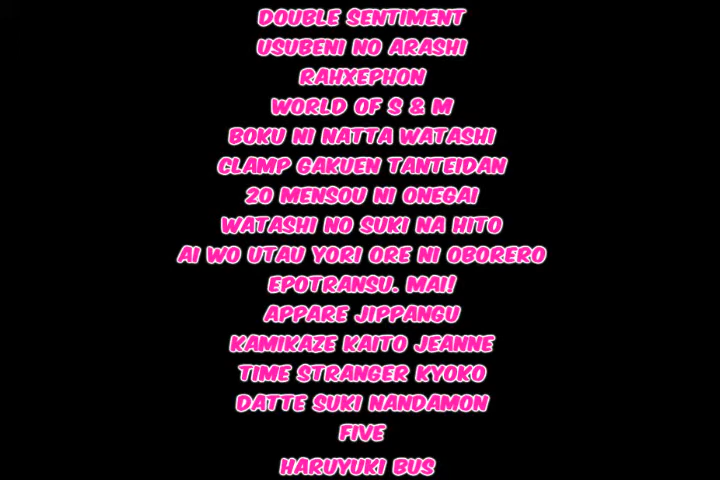 DOUBLE SENTIMENT
USUBENI NO ARASHI
RAHXEPHON
WORLD OF S & M
BOKU NI NATTA WATASHI
CLAMP GAKUEN TANTEIDAN
20 MENSOU NI ONEGAI
WATASHI NO SUKI NA HITO
AI WO UTAU YORI ORE NI OBORERO
EPOTRANSU. MAI!
APPARE JIPPANGU
KAMIKAZE KAITO JEANNE
TIME STRANGER KYOKO
DATTE SUKI NANDAMON
FIVE
HARUYUKI BUS